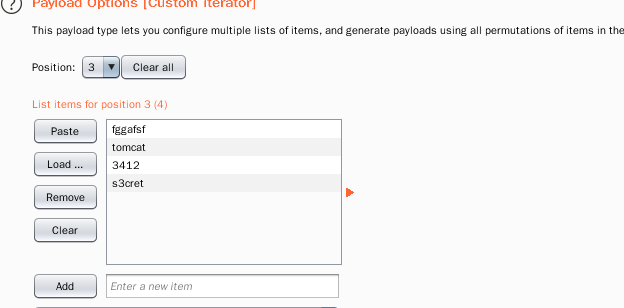 ? Payload Options [Custom iterator]
This payload type lets you configure multiple lists of items, and generate payloads using all permutations of items in the
Position: 3 Clear all
List items for position 3 (4)
Paste
fggafsf
tomcat
Load ...
3412
s3cret
Remove
Clear
Add Enter a new item